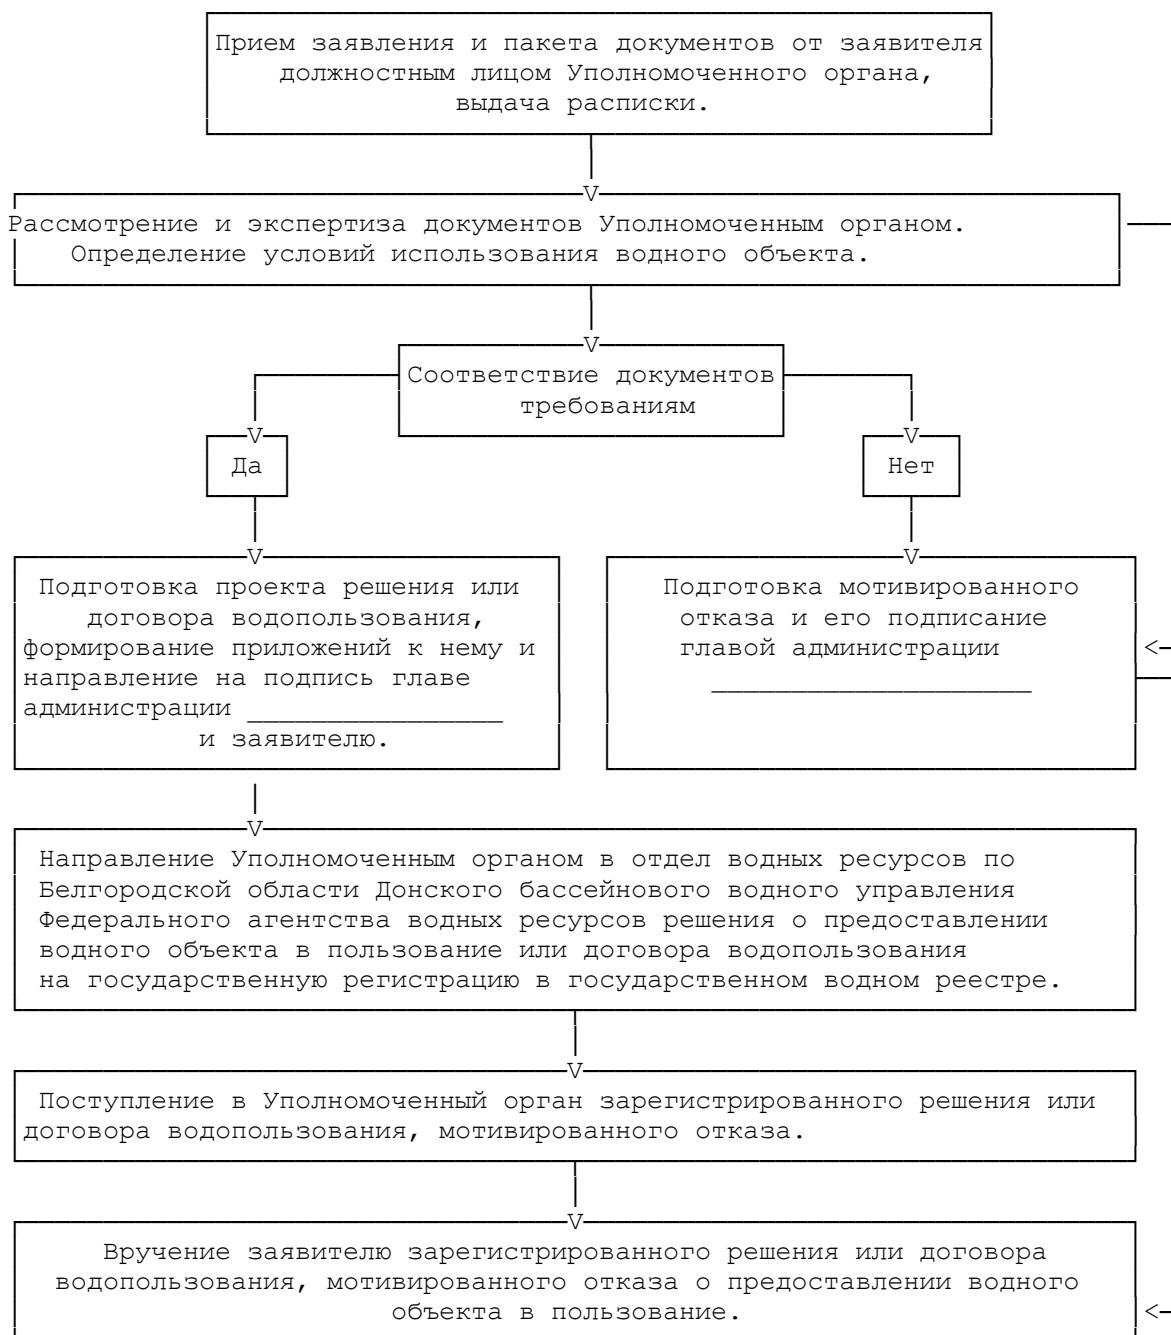 Прием заявления и пакета документов от заявителя
должностным лицом Уполномоченного органа,
выдача расписки.
Рассмотрение и экспертиза документов Уполномоченным органом.
Определение условий использования водного объекта.
Соответствие документов
требованиям
Да
Нет
Подготовка проекта решения или
договора водопользования,
формирование приложений к нему и
направление на подпись главе
администрации ________________
и заявителю.
Подготовка мотивированного
отказа и его подписание
главой администрации
____________________
Направление Уполномоченным органом в отдел водных ресурсов по
Белгородской области Донского бассейнового водного управления
Федерального агентства водных ресурсов решения о предоставлении
водного объекта в пользование или договора водопользования
на государственную регистрацию в государственном водном реестре.
Поступление в Уполномоченный орган зарегистрированного решения или
договора водопользования, мотивированного отказа.
Вручение заявителю зарегистрированного решения или договора
водопользования, мотивированного отказа о предоставлении водного
объекта в пользование.